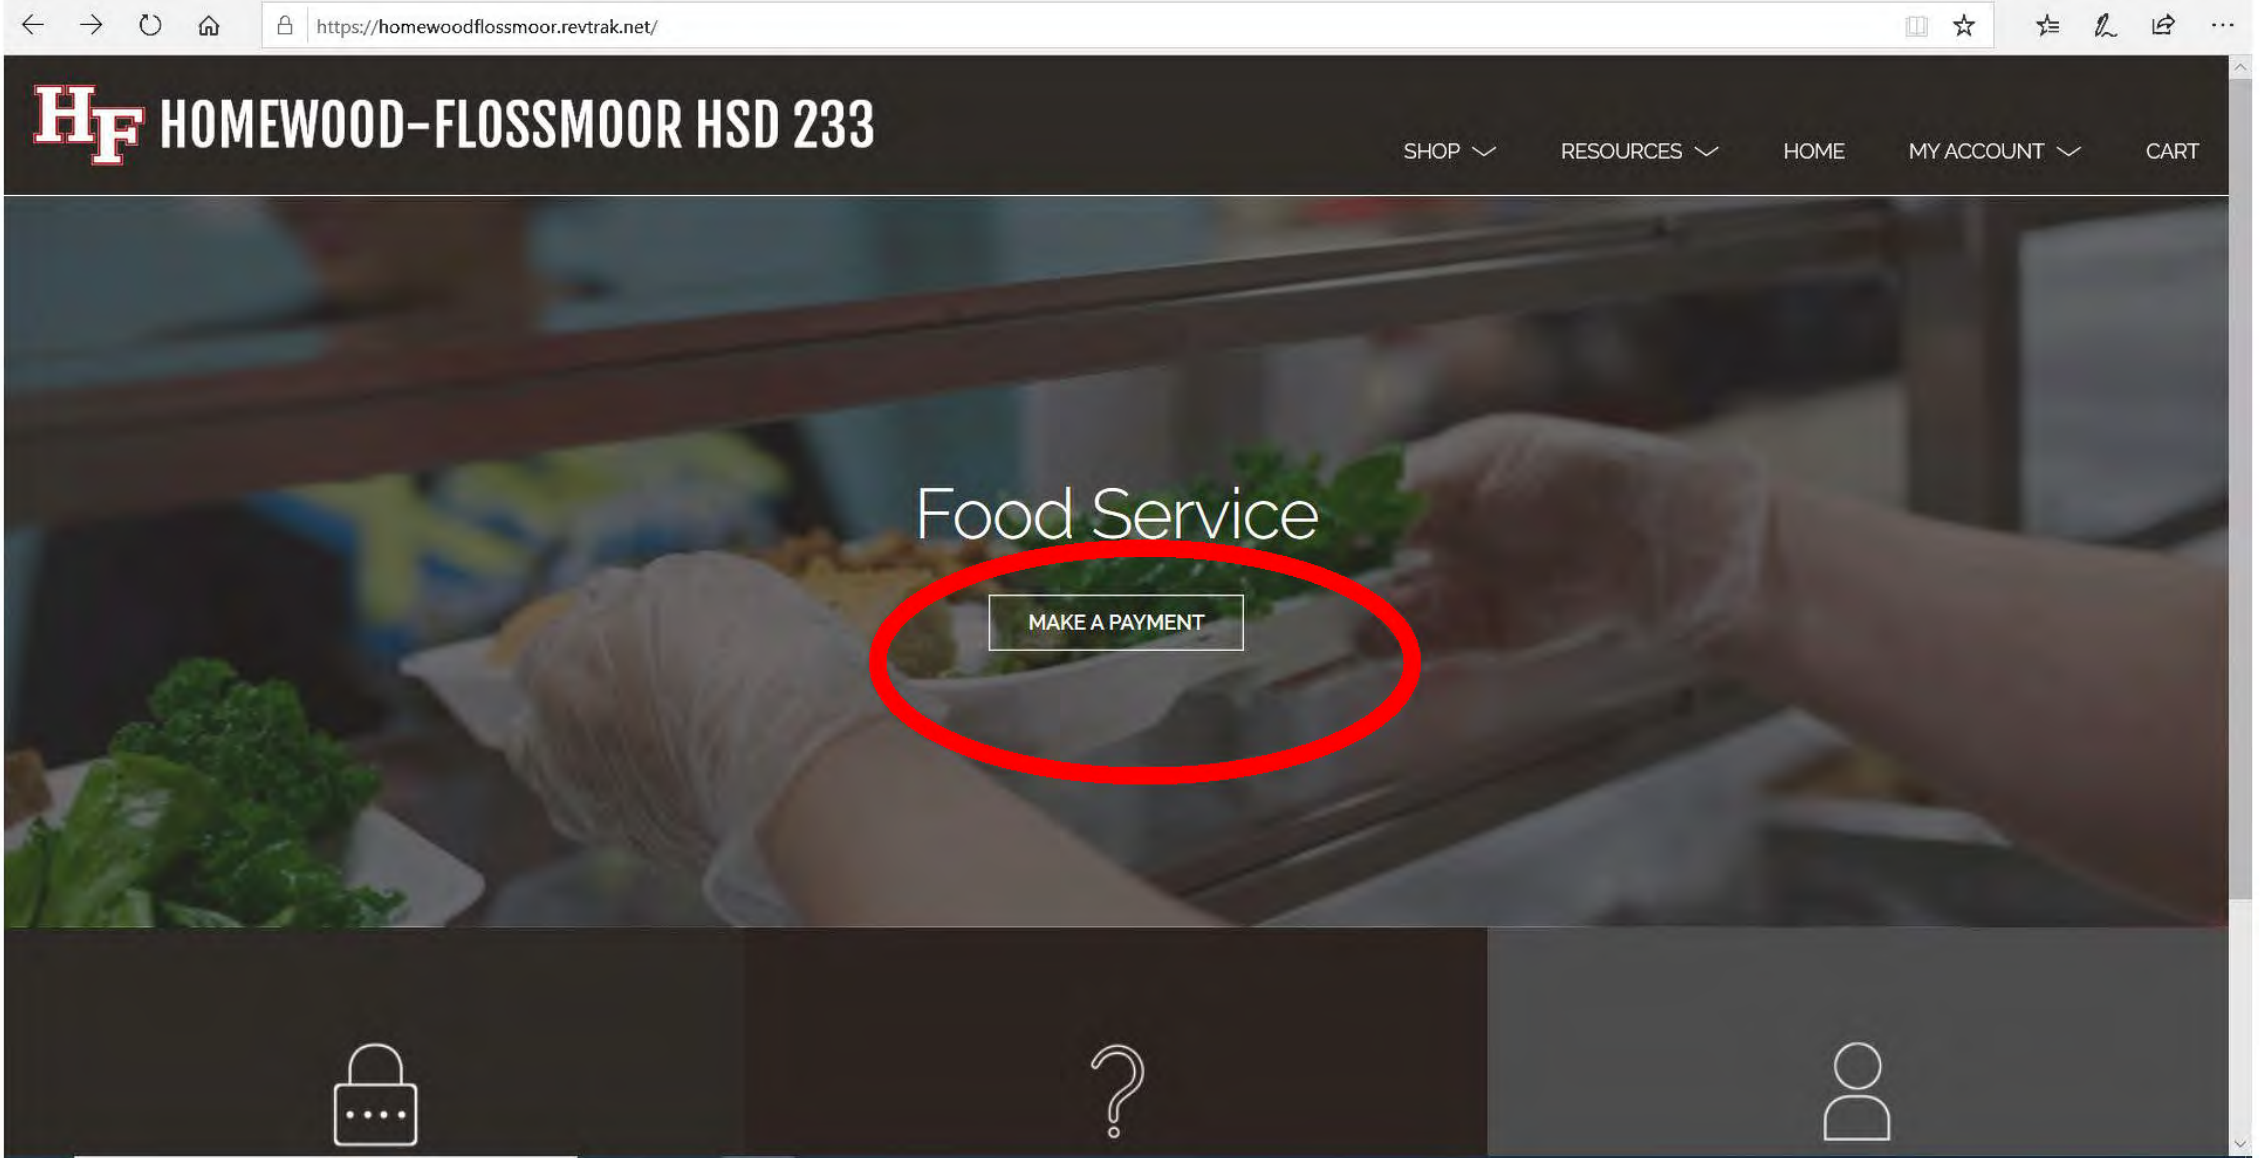 https://homewoodflossmoor.revtrak.net/
HF HOMEWOOD-FLOSSMOOR HSD 233
SHOP RESOURCES HOME MY ACCOUNT CART
Food Service
MAKE A PAYMENT